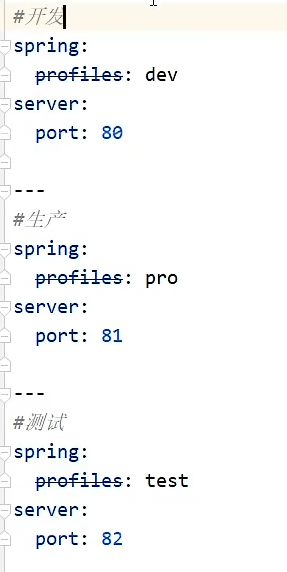 #开发
spring:
  profiles: dev
server:
  port: 80
---
#生产
spring:
  profiles: pro
server:
  port: 81
---
#测试
spring:
  profiles: test
server:
  port: 82